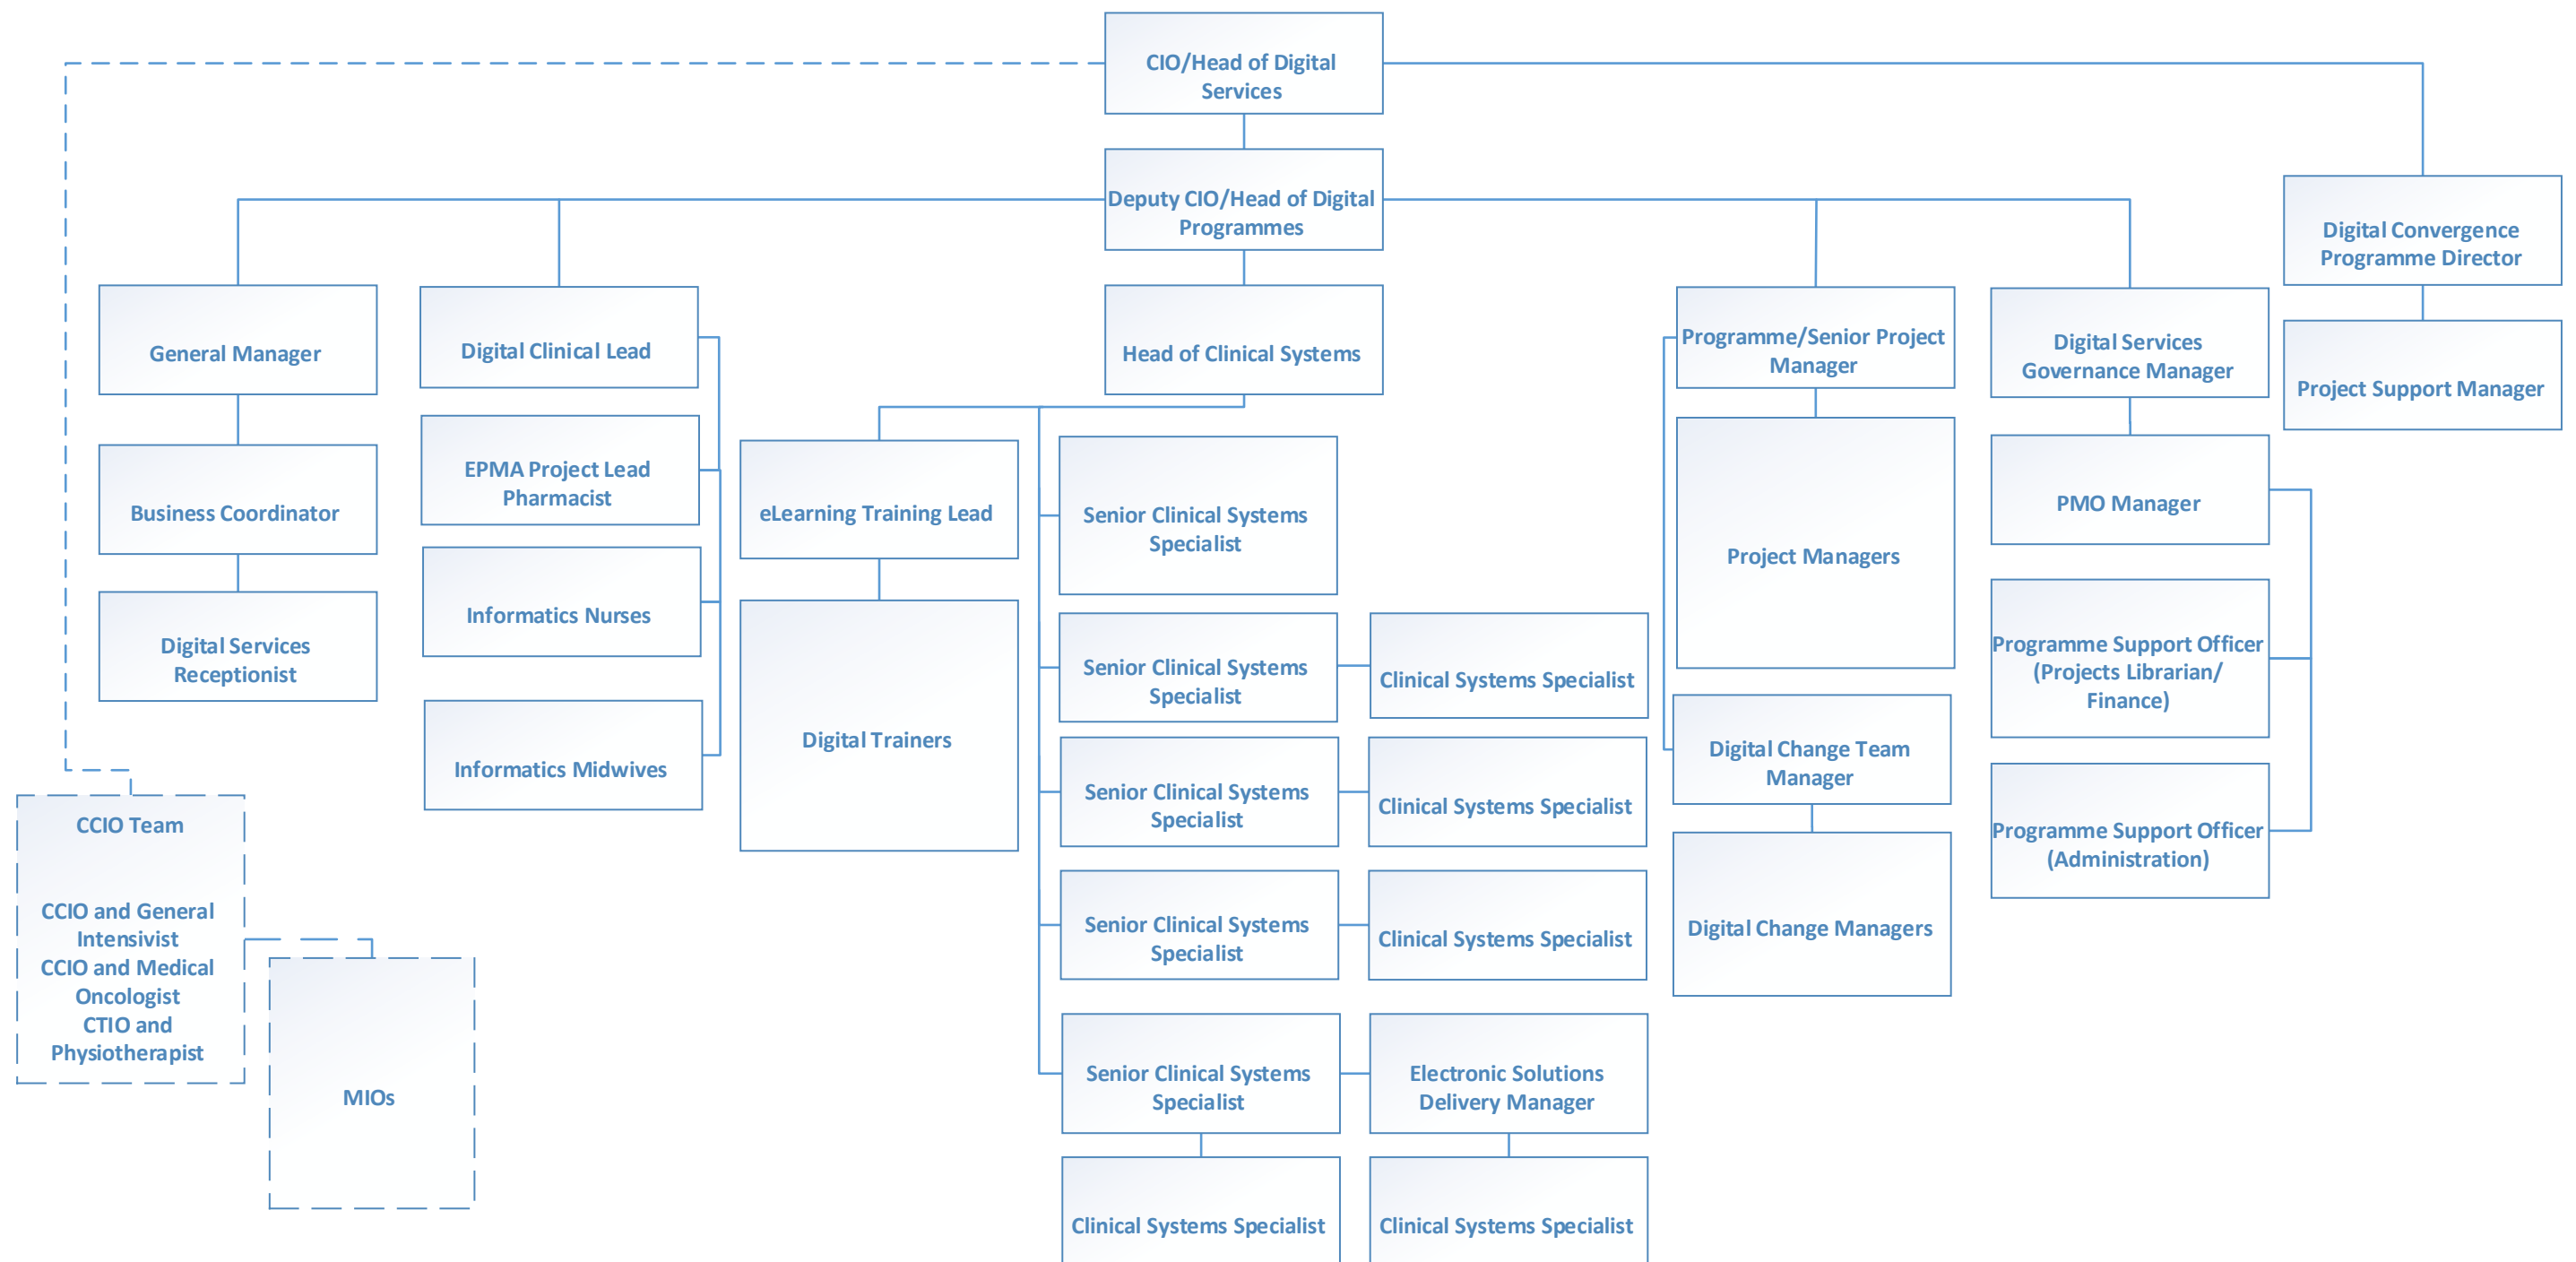 CIO/Head of Digital
Services
Deputy CIO/Head of Digital
Programmes
Digital Convergence
Programme Director
General Manager
Digital Clinical Lead
Head of Clinical Systems
Programme/Senior Project
Manager
Digital Services
Governance Manager
Project Support Manager
Business Coordinator
EPMA Project Lead
Pharmacist
eLearning Training Lead
Senior Clinical Systems
Specialist
Project Managers
PMO Manager
Digital Services
Receptionist
Informatics Nurses
Senior Clinical Systems
Specialist
Clinical Systems Specialist
Programme Support Officer
(Projects Librarian/
Finance)
Informatics Midwives
Digital Trainers
Senior Clinical Systems
Specialist
Clinical Systems Specialist
Digital Change Team
Manager
Programme Support Officer
(Administration)
CCIO Team
CCIO and General
Intensivist
CCIO and Medical
Oncologist
CTIO and
Physiotherapist
Senior Clinical Systems
Specialist
Clinical Systems Specialist
Digital Change Managers
MIOs
Senior Clinical Systems
Specialist
Electronic Solutions
Delivery Manager
Clinical Systems Specialist
Clinical Systems Specialist